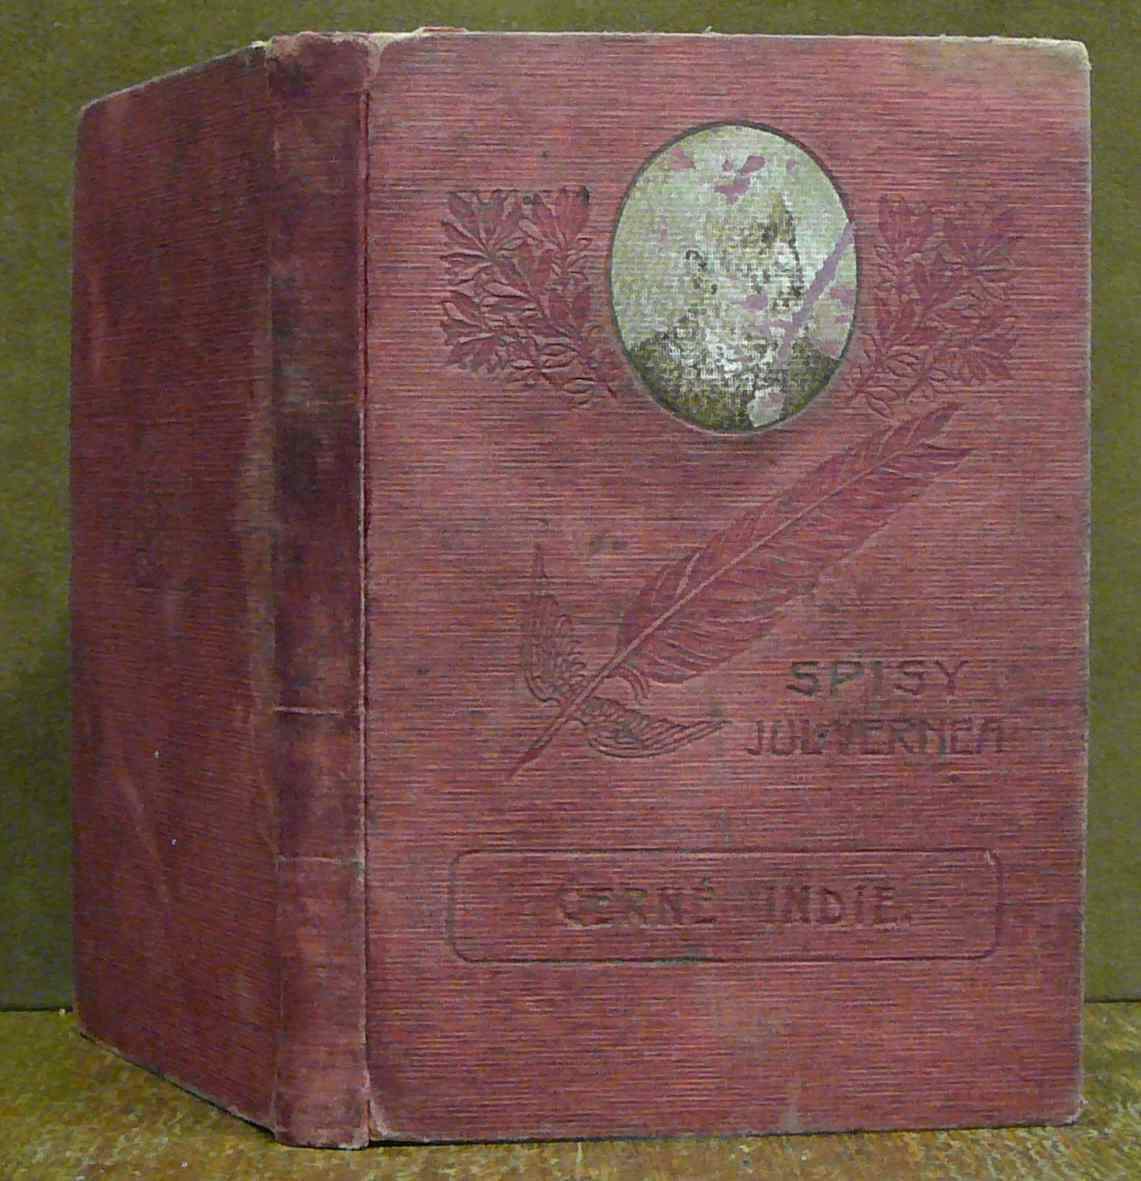 SPISY
JUL. VERNEA
ČERNÉ INDIE.